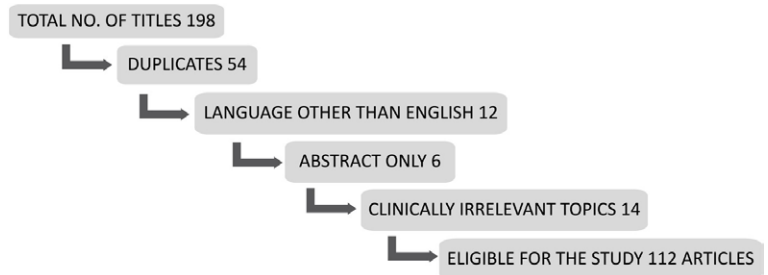 TOTAL NO. OF TITLES 198
DUPLICATES 54
LANGUAGE OTHER THAN ENGLISH 12
ABSTRACT ONLY 6
CLINICALLY IRRELEVANT TOPICS 14
ELIGIBLE FOR THE STUDY 112 ARTICLES